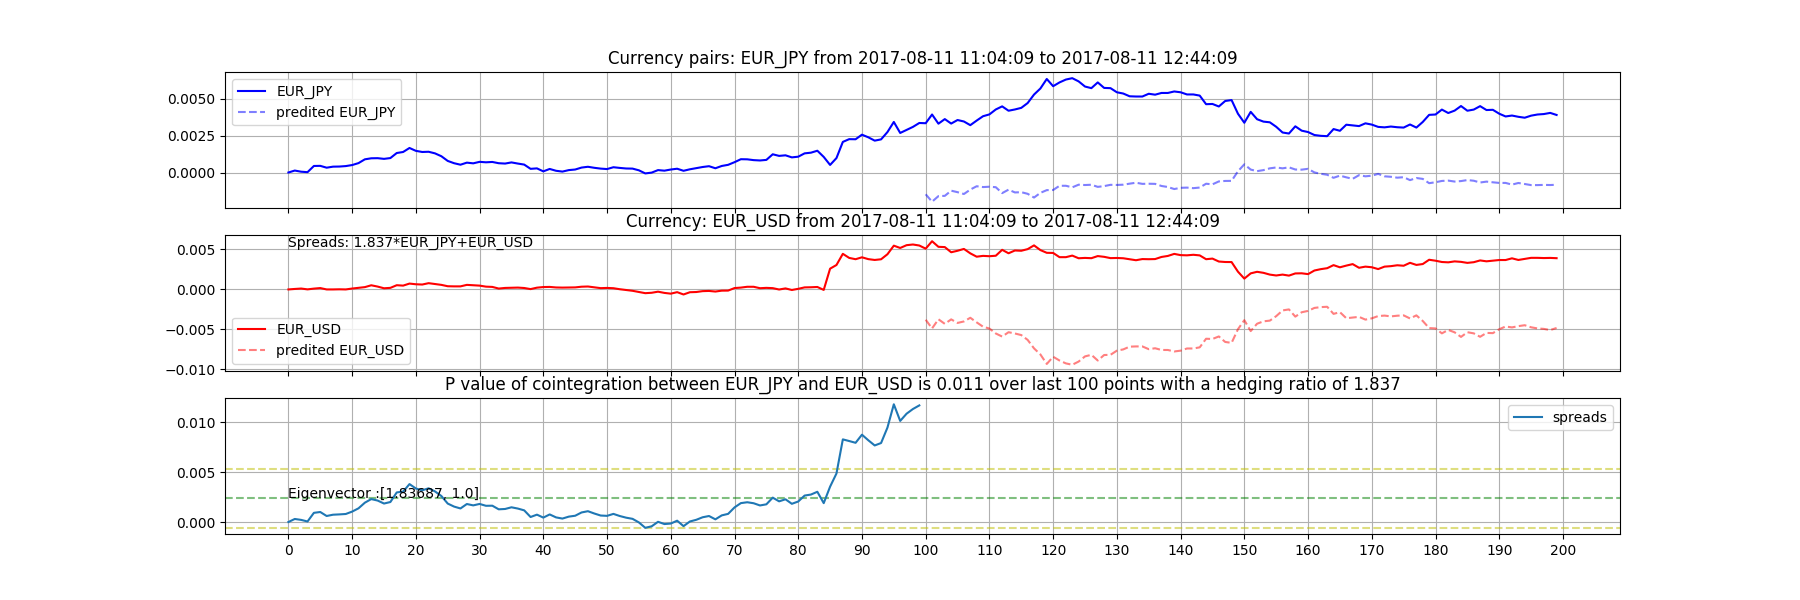 Currency pairs: EUR_JPY from 2017-08-11 11:04:09 to 2017-08-11 12:44:09
EUR_JPY
predited EUR_JPY
0.0050
0.0025
0.0000
Currency: EUR_USD from 2017-08-11 11:04:09 to 2017-08-11 12:44:09
Spreads: 1.837*EUR_JPY+EUR_USD
0.005
0.000
−0.005
−0.010
EUR_USD
predited EUR_USD
P value of cointegration between EUR_JPY and EUR_USD is 0.011 over last 100 points with a hedging ratio of 1.837
spreads
0.010
0.005
0.000
Eigenvector :[1.83687, 1.0]
0 10 20 30 40 50 60 70 80 90 100 110 120 130 140 150 160 170 180 190 200